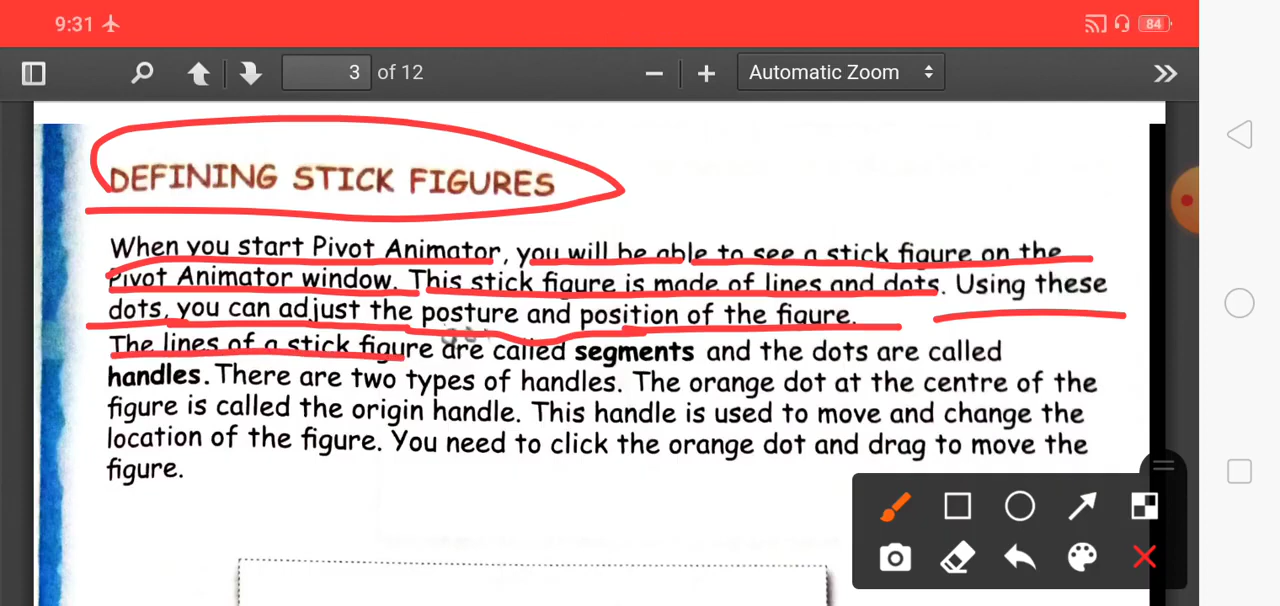 9:31
84
3 of 12
Automatic Zoom
DEFINING STICK FIGURES
When you start Pivot Animator, you will be able to see a stick figure on the
Pivot Animator window. This stick figure is made of lines and dots. Using these
dots, you can adjust the posture and position of the figure.
The lines of a stick figure are called segments and the dots are called
handles. There are two types of handles. The orange dot at the centre of the
figure is called the origin handle. This handle is used to move and change the
location of the figure. You need to click the orange dot and drag to move the
figure.